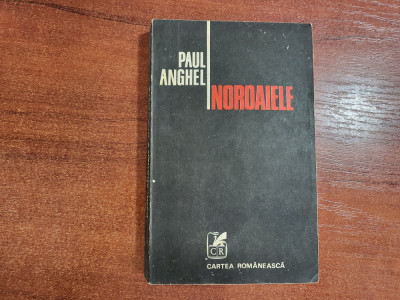 PAUL
ANGHEL
NOROAIELE
CR
CARTEA ROMÂNEASCĂ